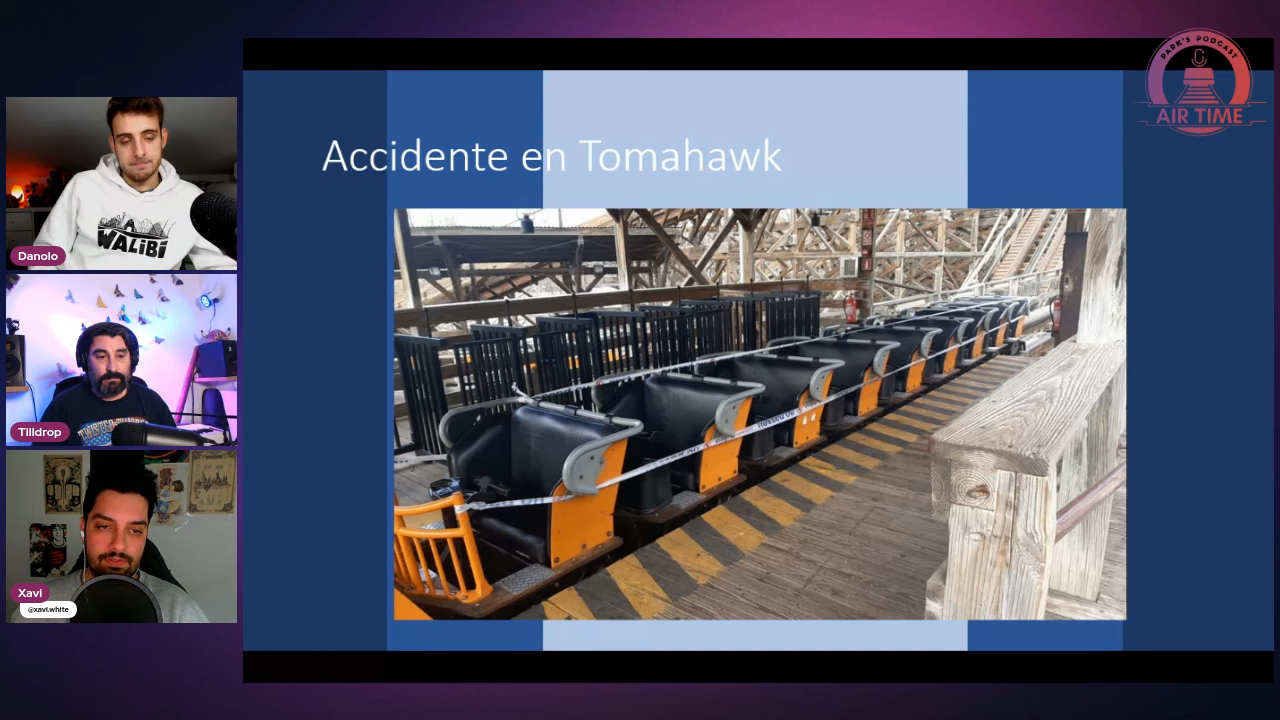 PARK'S PODCAST
AIR TIME
Accidente en Tomahawk
WALIBI
Danolo
Tilldrop
Xavi
@xavi.white